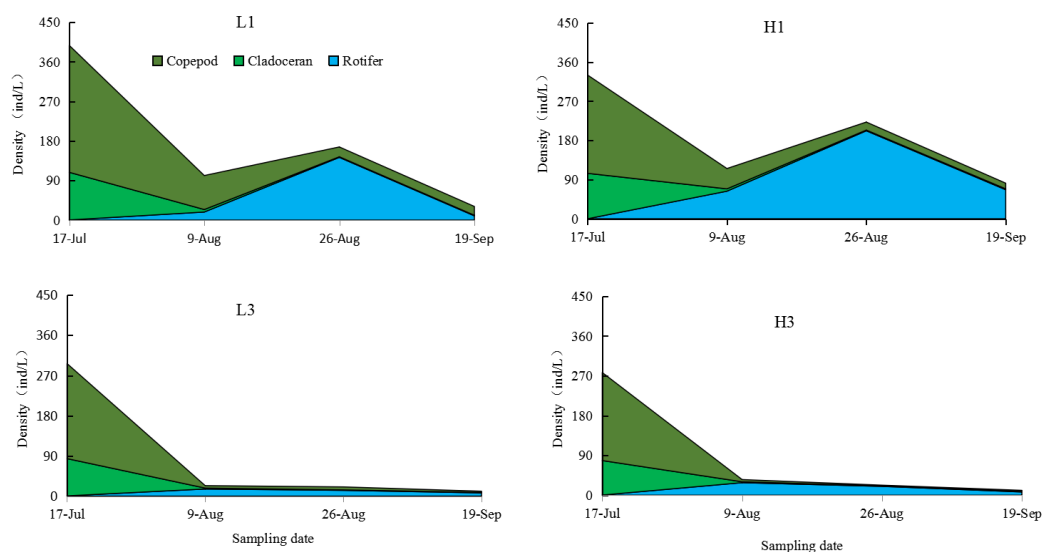 L1
Density （ind/L）
450
360
270
180
90
0
Copepod Cladoceran Rotifer
17-Jul 9-Aug 26-Aug 19-Sep
H1
Density （ind/L）
450
360
270
180
90
0
17-Jul 9-Aug 26-Aug 19-Sep
L3
Density （ind/L）
450
360
270
180
90
0
17-Jul 9-Aug 26-Aug 19-Sep
Sampling date
H3
Density （ind/L）
450
360
270
180
90
0
17-Jul 9-Aug 26-Aug 19-Sep
Sampling date